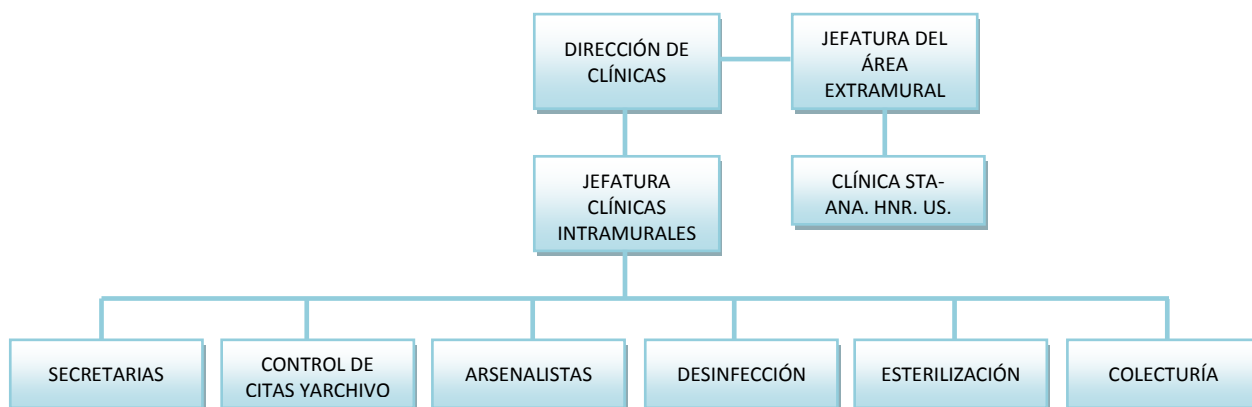 DIRECCIÓN DE
CLÍNICAS
JEFATURA DEL
ÁREA
EXTRAMURAL
JEFATURA
CLÍNICAS
INTRAMURALES
CLÍNICA STA-
ANA. HNR. US.
SECRETARIAS
CONTROL DE
CITAS YARCHIVO
ARSENALISTAS
DESINFECCIÓN
ESTERILIZACIÓN
COLECTURÍA